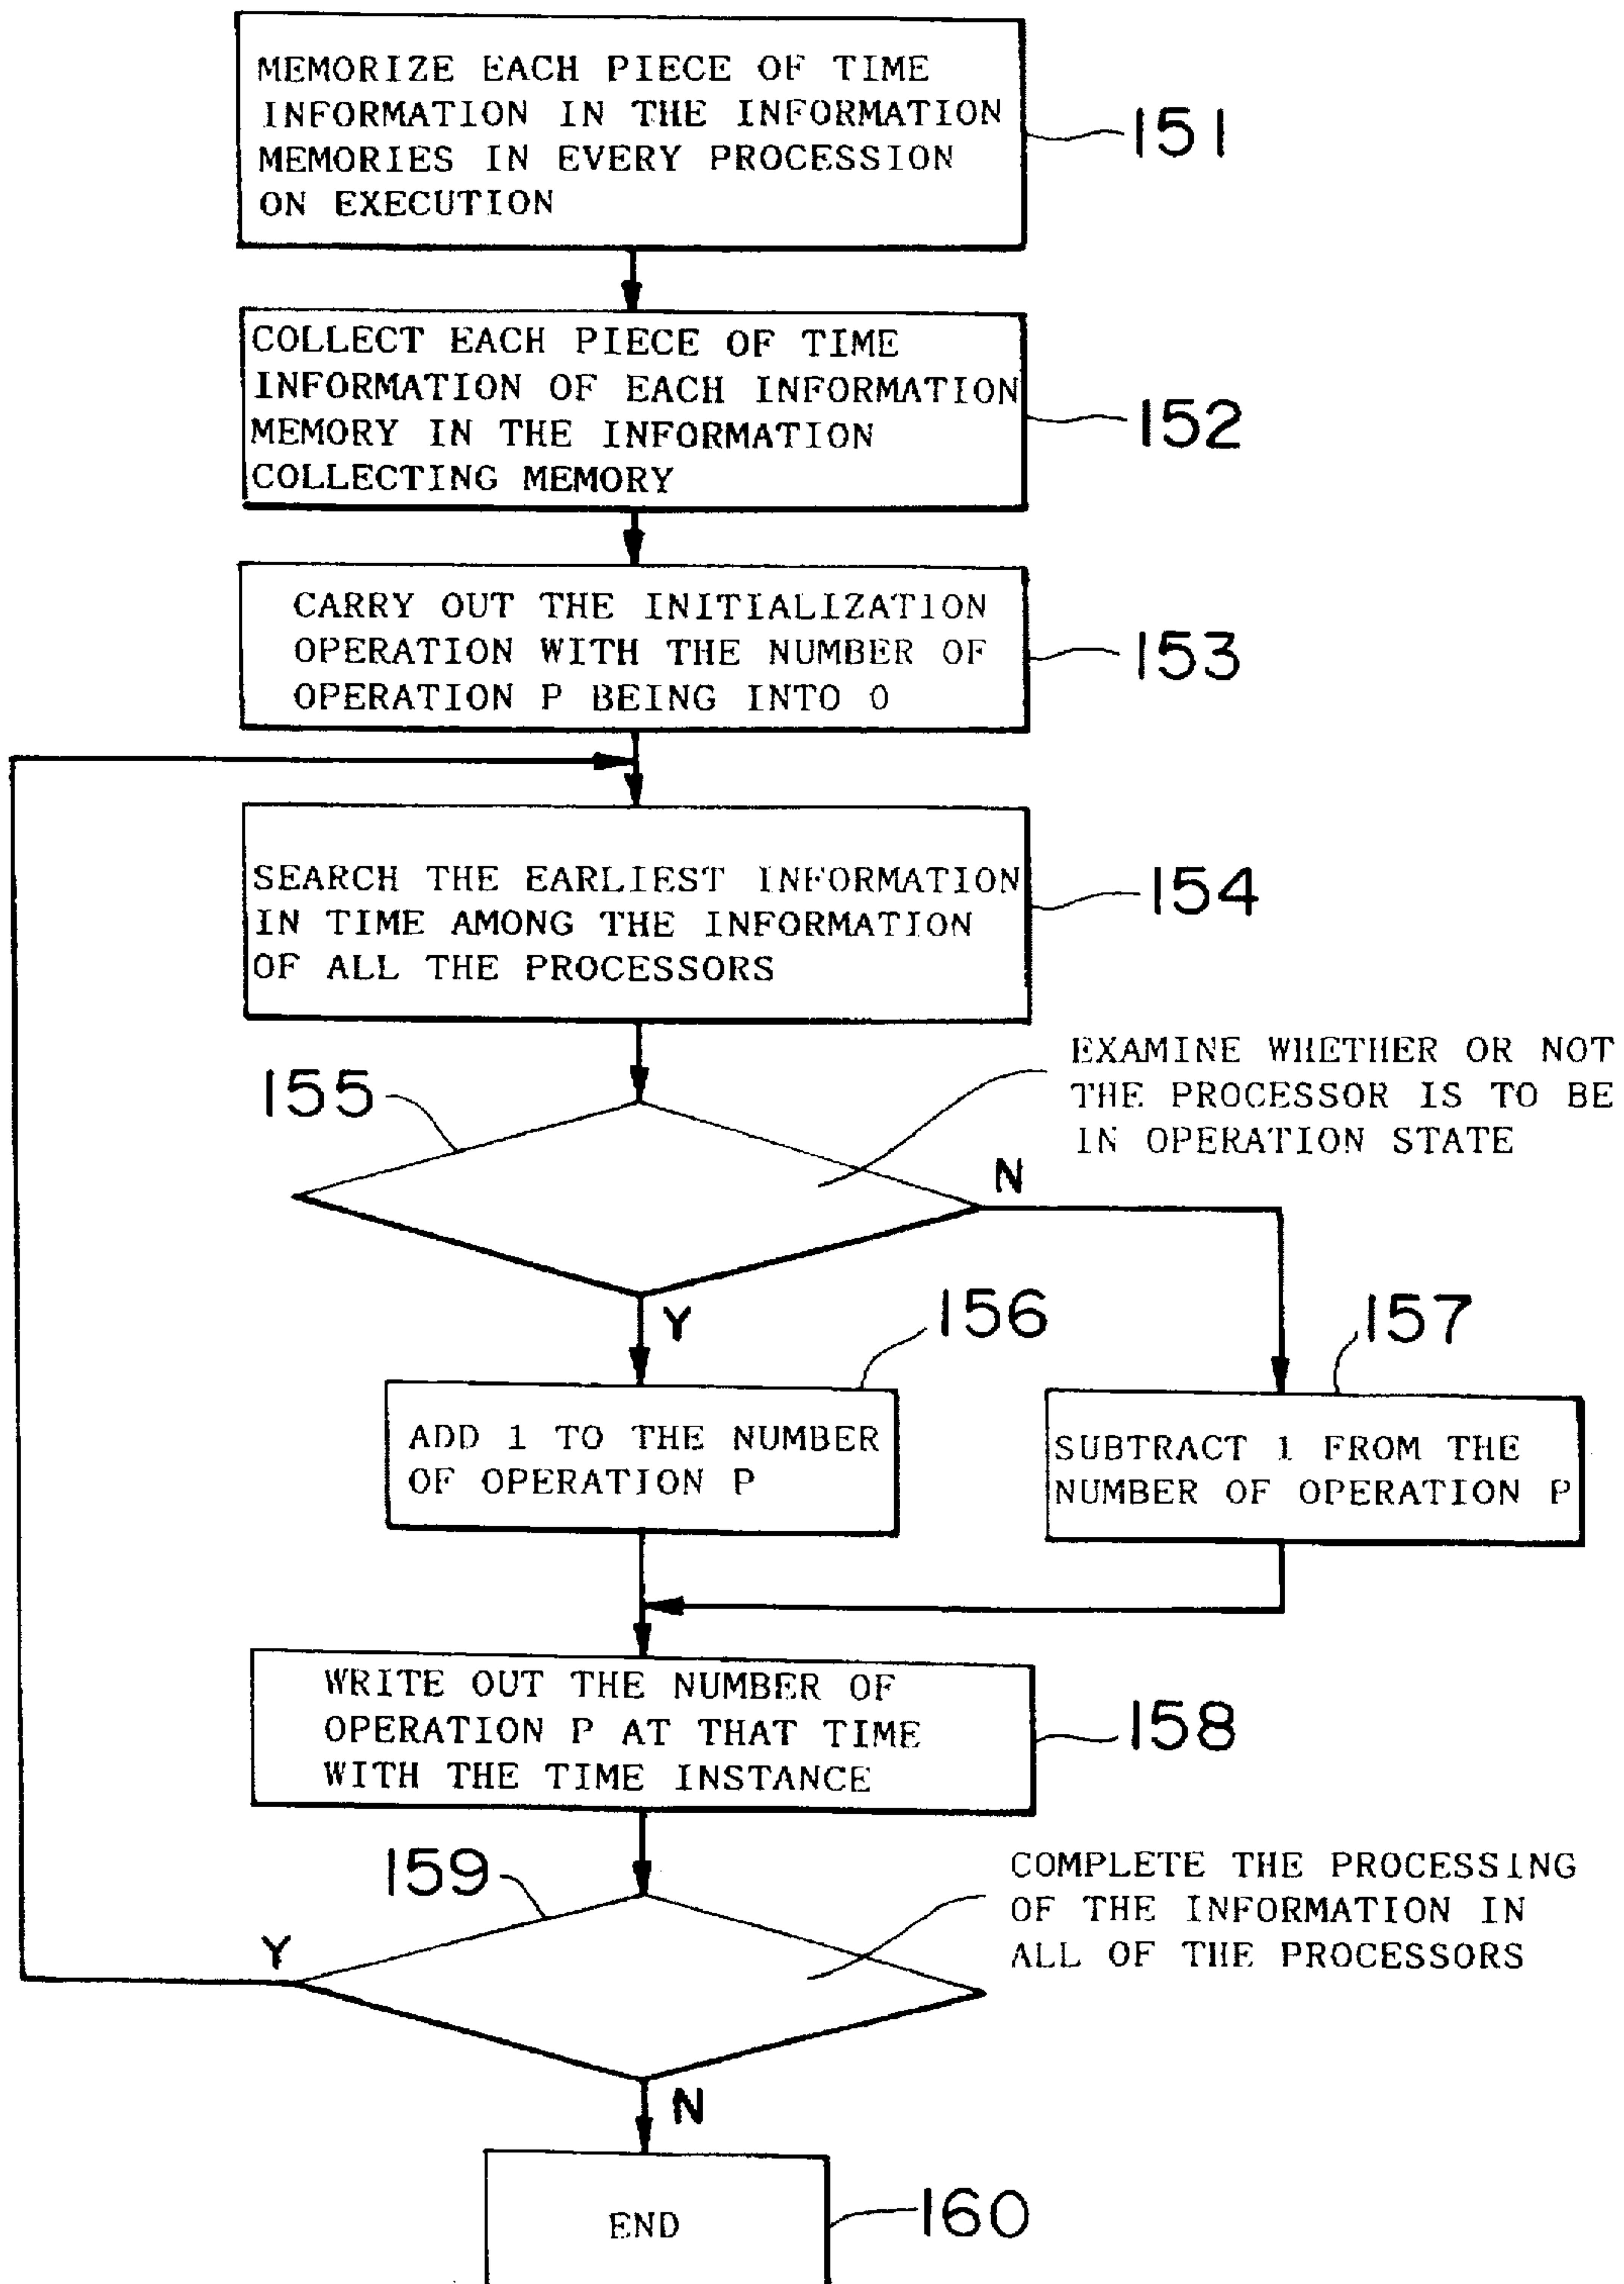 MEMORIZE EACH PIECE OF TIME
INFORMATION IN THE INFORMATION
MEMORIES IN EVERY PROCESSION
ON EXECUTION
151
COLLECT EACH PIECE OF TIME
INFORMATION OF EACH INFORMATION
MEMORY IN THE INFORMATION
COLLECTING MEMORY
152
CARRY OUT THE INITIALIZATION
OPERATION WITH THE NUMBER OF
OPERATION P BEING INTO 0
153
SEARCH THE EARLIEST INFORMATION
IN TIME AMONG THE INFORMATION
OF ALL THE PROCESSORS
154
155
EXAMINE WHETHER OR NOT
THE PROCESSOR IS TO BE
IN OPERATION STATE
N
Y
156
157
ADD 1 TO THE NUMBER
OF OPERATION P
SUBTRACT 1 FROM THE
NUMBER OF OPERATION P
WRITE OUT THE NUMBER OF
OPERATION P AT THAT TIME
WITH THE TIME INSTANCE
158
159
COMPLETE THE PROCESSING
OF THE INFORMATION IN
ALL OF THE PROCESSORS
Y
N
END
160